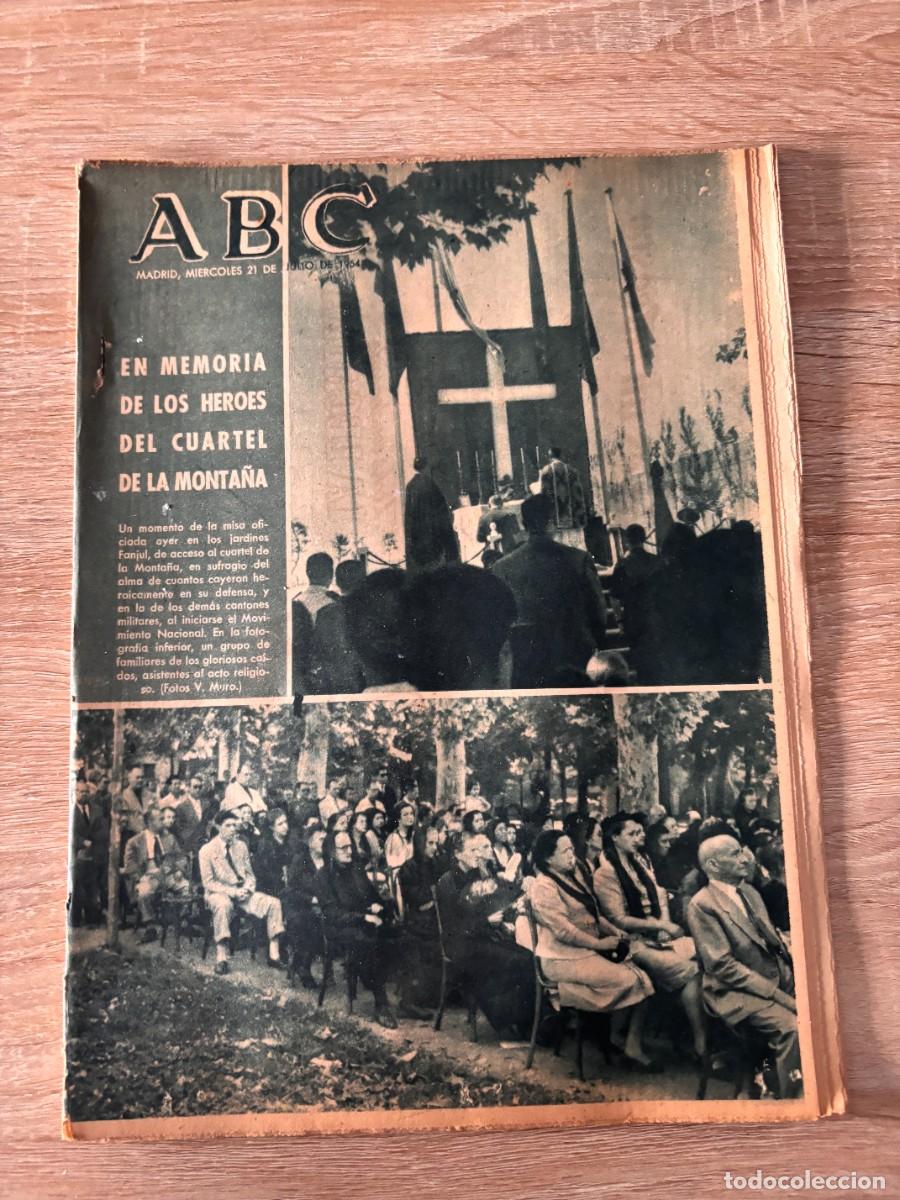 ABC
MADRID, MIERCOLES 21 DE JULIO DE 1954
EN MEMORIA
DE LOS HEROES
DEL CUARTEL
DE LA MONTAÑA
Un momento de la misa ofi-
ciada ayer en los jardines
Fanjul, de acceso al cuartel de
la Montaña, en sufragio del
alma de cuantos cayeron he-
roicamente en su defensa, y
en la de los demás cantones
militares, al iniciarse el Movi-
miento Nacional. En la foto-
grafía inferior, un grupo de
familiares de los gloriosos caí-
dos, asistentes al acto religio-
so. (Fotos V. Muro.)
todocoleccion